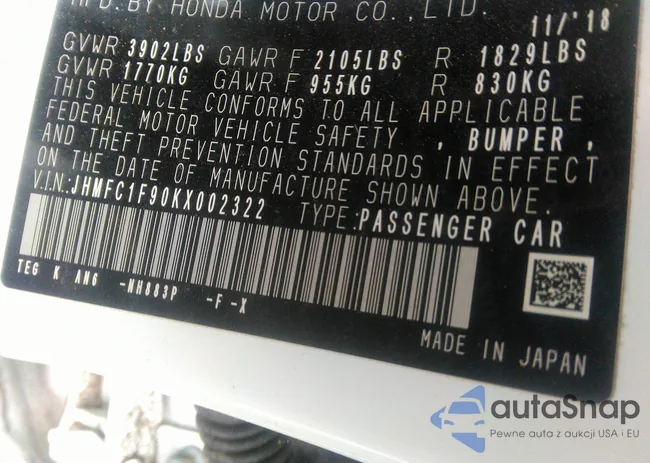 MFD.BY HONDA MOTOR CO.,LTD.
11/'18
GVWR 3902LBS GAWR F 2105LBS R 1829LBS
GVWR 1770KG GAWR F 955KG R 830KG
THIS VEHICLE CONFORMS TO ALL APPLICABLE
FEDERAL MOTOR VEHICLE SAFETY , BUMPER ,
AND THEFT PREVENTION STANDARDS IN EFFECT
ON THE DATE OF MANUFACTURE SHOWN ABOVE.
V.I.N:JHMFC1F90KX002322 TYPE:PASSENGER CAR
TEG K AN6 -NH883P -F-X
MADE IN JAPAN
autaSnap
Pewne auta z aukcji USA i EU